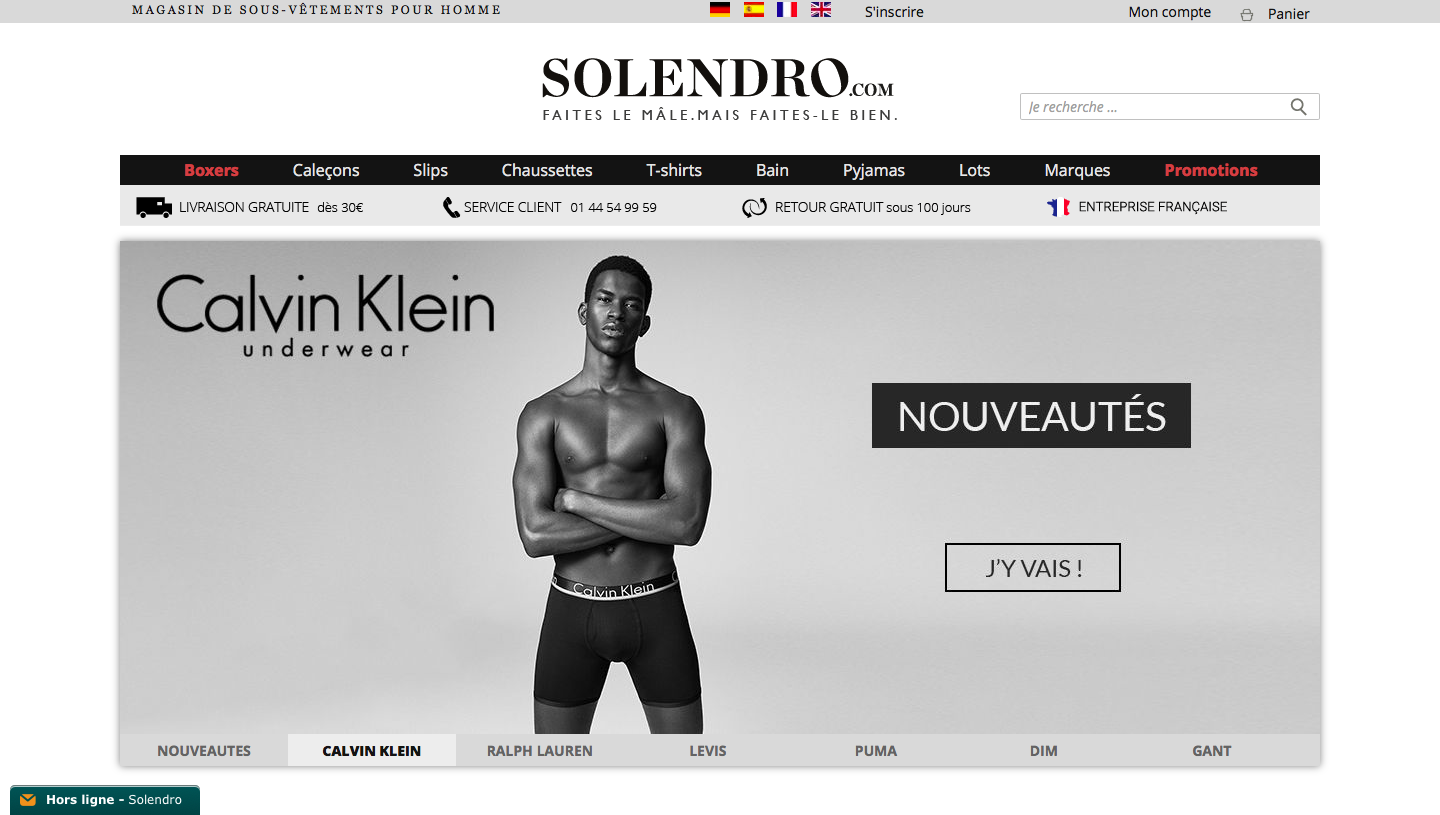 MAGASIN DE SOUS-VÊTEMENTS POUR HOMME
S'inscrire
Mon compte
Panier
SOLENDRO.COM
FAITES LE MÂLE.MAIS FAITES-LE BIEN.
Je recherche ...
Boxers Caleçons Slips Chaussettes T-shirts Bain Pyjamas Lots Marques Promotions
LIVRAISON GRATUITE dès 30€
SERVICE CLIENT 01 44 54 99 59
RETOUR GRATUIT sous 100 jours
ENTREPRISE FRANÇAISE
Calvin Klein
underwear
NOUVEAUTÉS
J'Y VAIS !
Calvin Klein
NOUVEAUTES CALVIN KLEIN RALPH LAUREN LEVIS PUMA DIM GANT
Hors ligne – Solendro